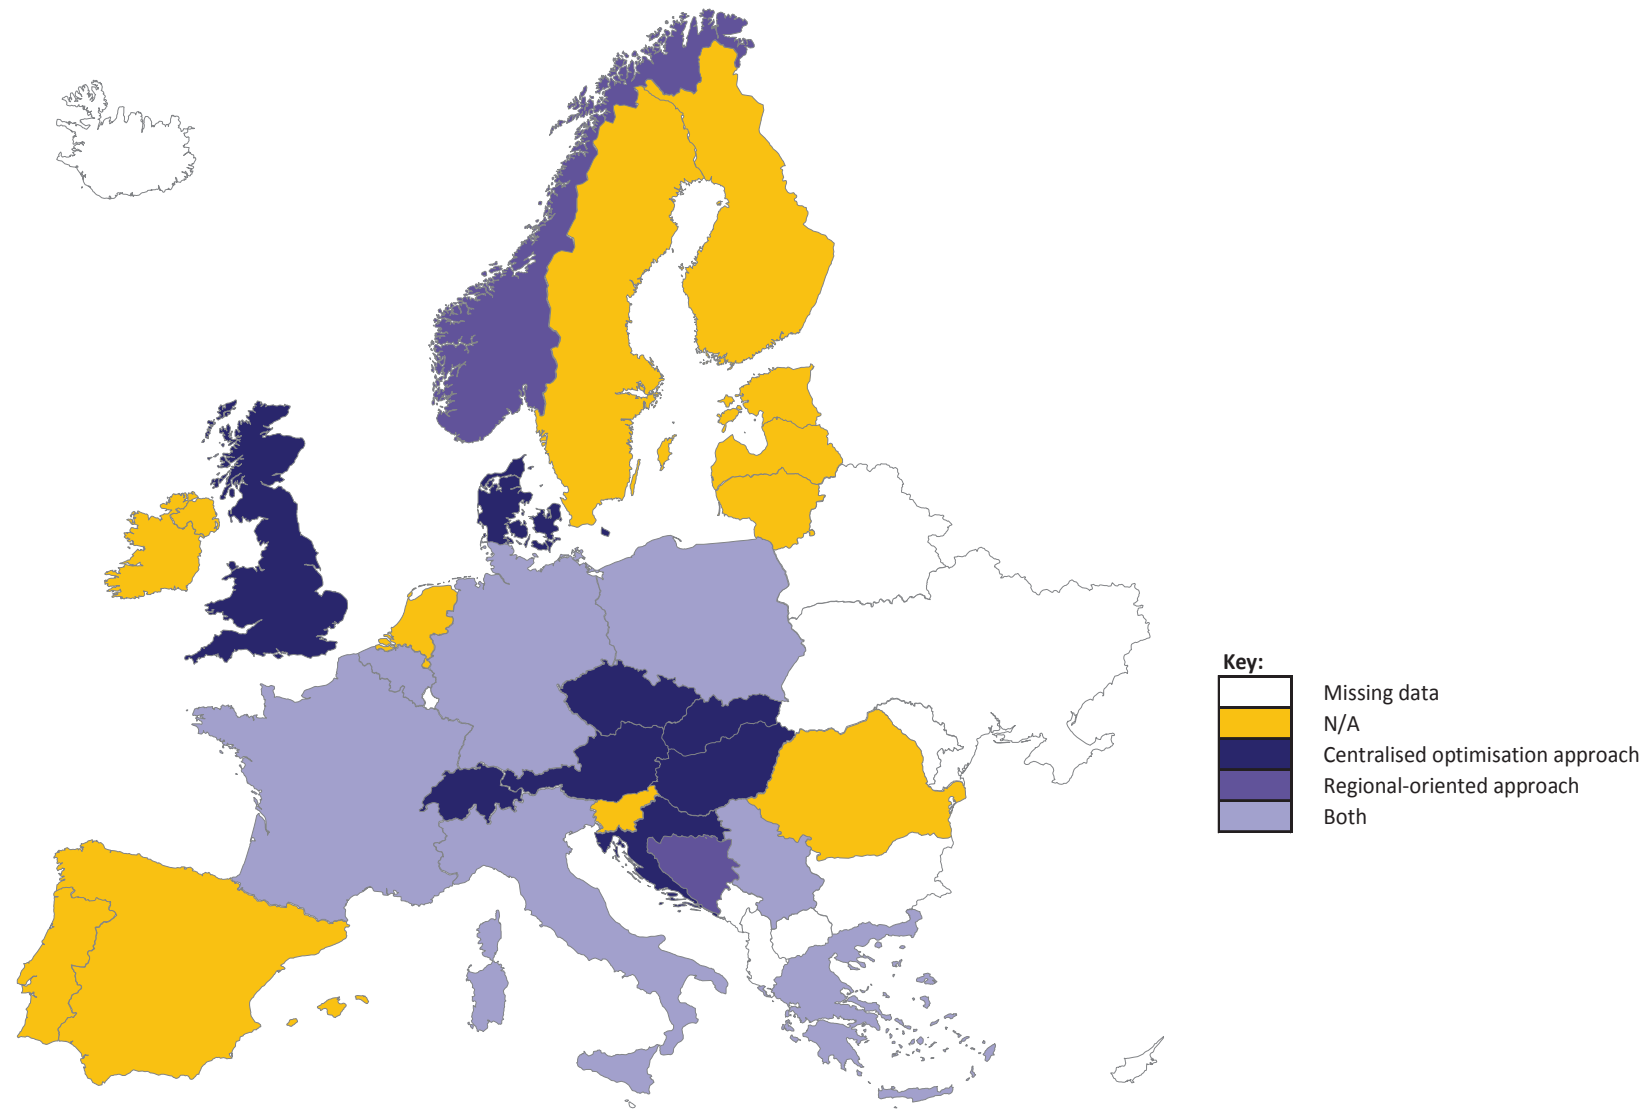 Key:
Missing data
N/A
Centralised optimisation approach
Regional-oriented approach
Both